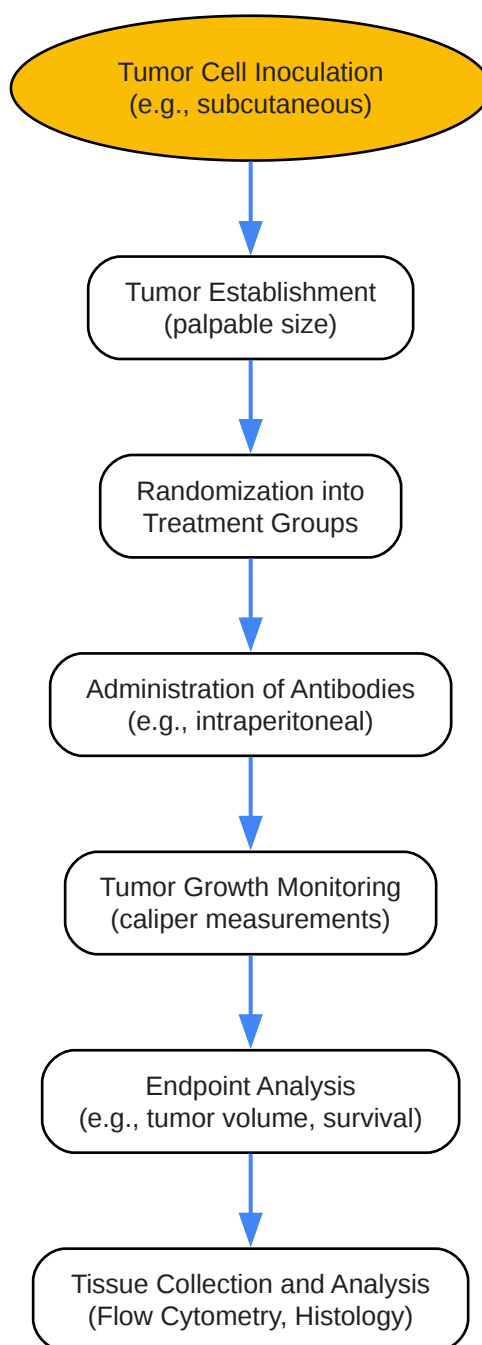 Tumor Cell Inoculation
(e.g., subcutaneous)
Tumor Establishment
(palpable size)
Randomization into
Treatment Groups
Administration of Antibodies
(e.g., intraperitoneal)
Tumor Growth Monitoring
(caliper measurements)
Endpoint Analysis
(e.g., tumor volume, survival)
Tissue Collection and Analysis
(Flow Cytometry, Histology)